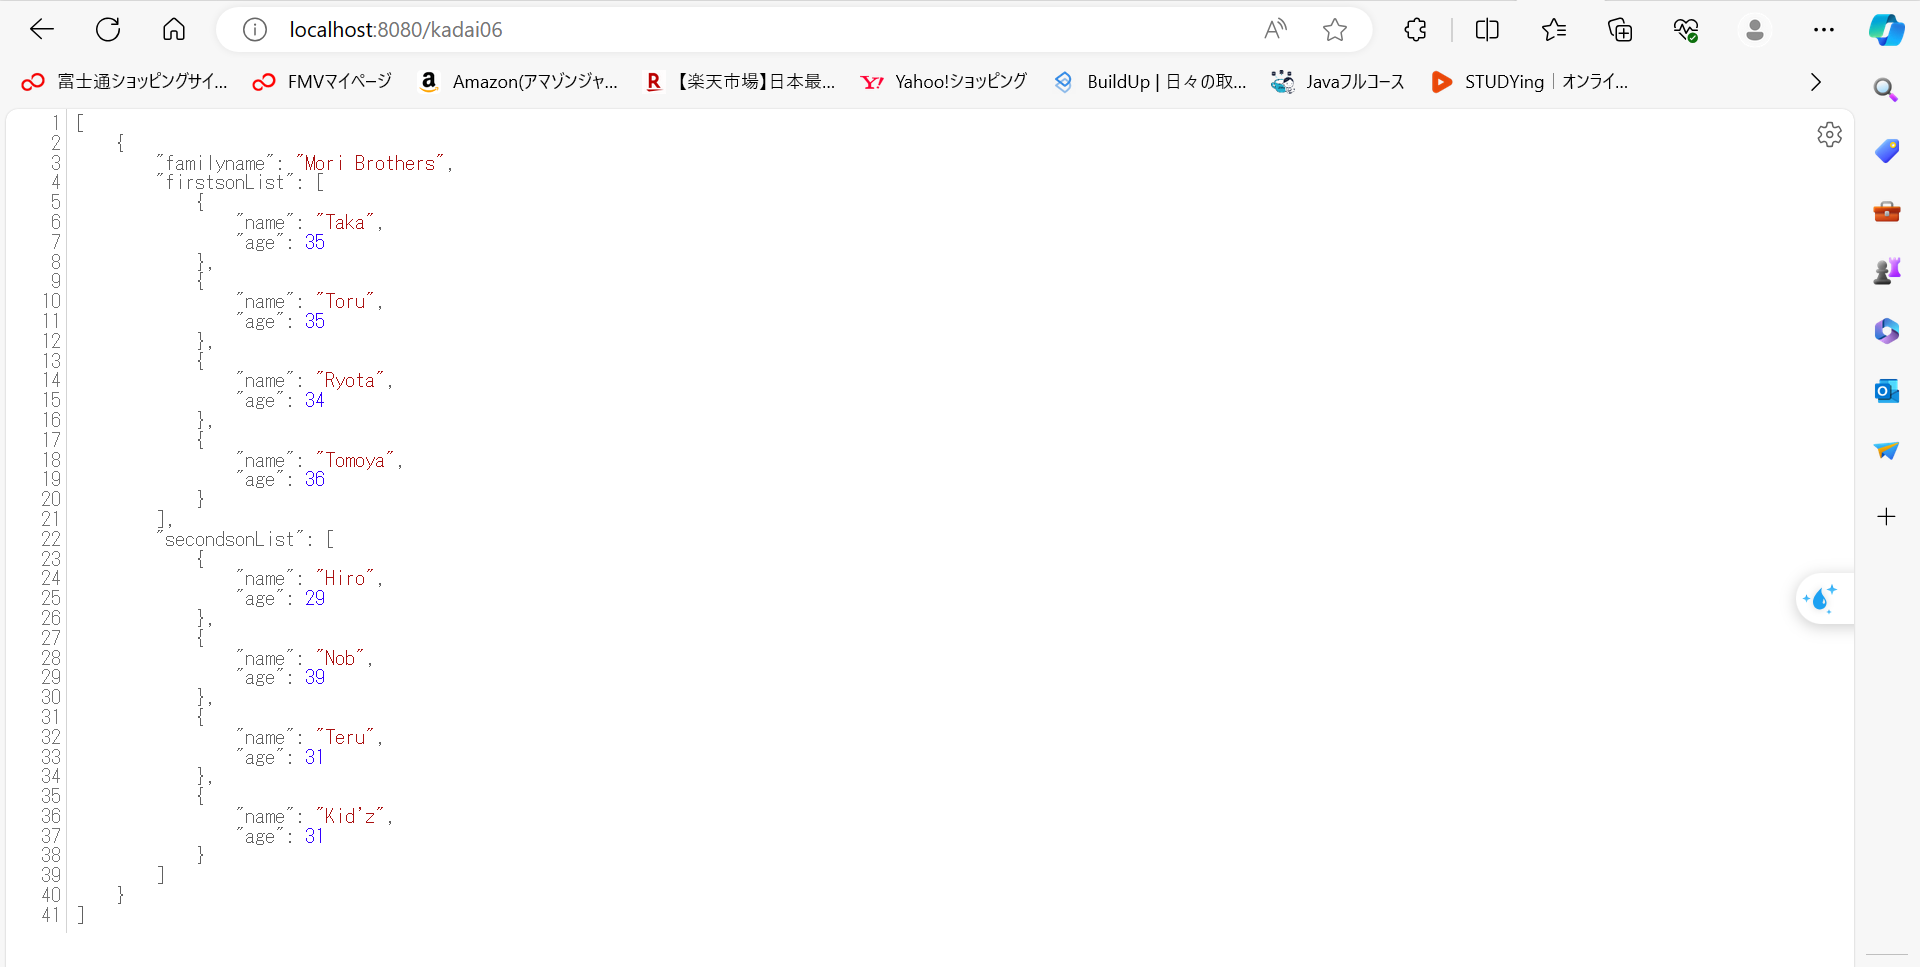 localhost:8080/kadai06
富士通ショッピングサイ... FMVマイページ Amazon(アマゾンジャ... 【楽天市場】日本最... Yahoo!ショッピング BuildUp | 日々の取... Javaフルコース STUDYing｜オンライ...
1 [
2 {
3 "familyname": "Mori Brothers",
4 "firstsonList": [
5 {
6 "name": "Taka",
7 "age": 35
8 },
9 {
10 "name": "Toru",
11 "age": 35
12 },
13 {
14 "name": "Ryota",
15 "age": 34
16 },
17 {
18 "name": "Tomoya",
19 "age": 36
20 }
21 ],
22 "secondsonList": [
23 {
24 "name": "Hiro",
25 "age": 29
26 },
27 {
28 "name": "Nob",
29 "age": 39
30 },
31 {
32 "name": "Teru",
33 "age": 31
34 },
35 {
36 "name": "Kid'z",
37 "age": 31
38 }
39 ]
40 }
41 ]